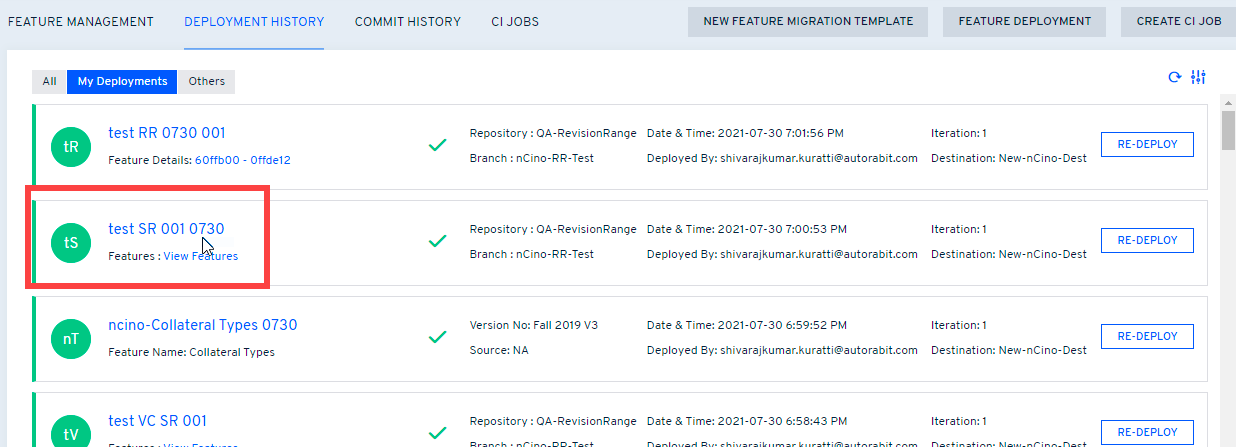 FEATURE MANAGEMENT DEPLOYMENT HISTORY COMMIT HISTORY CI JOBS NEW FEATURE MIGRATION TEMPLATE FEATURE DEPLOYMENT CREATE CI JOB
All My Deployments Others
tR
test RR 0730 001
Feature Details: 60ffb00 - 0ffde12
Repository : QA-RevisionRange
Branch : nCino-RR-Test
Date & Time: 2021-07-30 7:01:56 PM
Deployed By: shivarajkumar.kuratti@autorabit.com
Iteration: 1
Destination: New-nCino-Dest
RE-DEPLOY
tS
test SR 001 0730
Features : View Features
Repository : QA-RevisionRange
Branch : nCino-RR-Test
Date & Time: 2021-07-30 7:00:53 PM
Deployed By: shivarajkumar.kuratti@autorabit.com
Iteration: 1
Destination: New-nCino-Dest
RE-DEPLOY
nT
ncino-Collateral Types 0730
Feature Name: Collateral Types
Version No: Fall 2019 V3
Source: NA
Date & Time: 2021-07-30 6:59:52 PM
Deployed By: shivarajkumar.kuratti@autorabit.com
Iteration: 1
Destination: New-nCino-Dest
RE-DEPLOY
tV
test VC SR 001
Features : View Features
Repository : QA-RevisionRange
Branch : nCino-RR-Test
Date & Time: 2021-07-30 6:58:43 PM
Deployed By: shivarajkumar.kuratti@autorabit.com
Iteration: 1
Destination: New-nCino-Dest
RE-DEPLOY